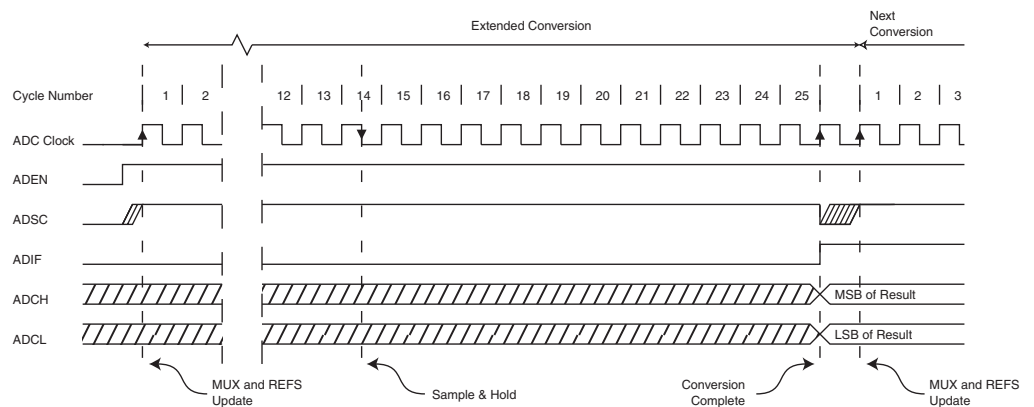 Extended Conversion
Next
Conversion
Cycle Number 1 2 12 13 14 15 16 17 18 19 20 21 22 23 24 25 1 2 3
ADC Clock
ADEN
ADSC
ADIF
ADCH MSB of Result
ADCL LSB of Result
MUX and REFS
Update
Sample & Hold
Conversion
Complete
MUX and REFS
Update